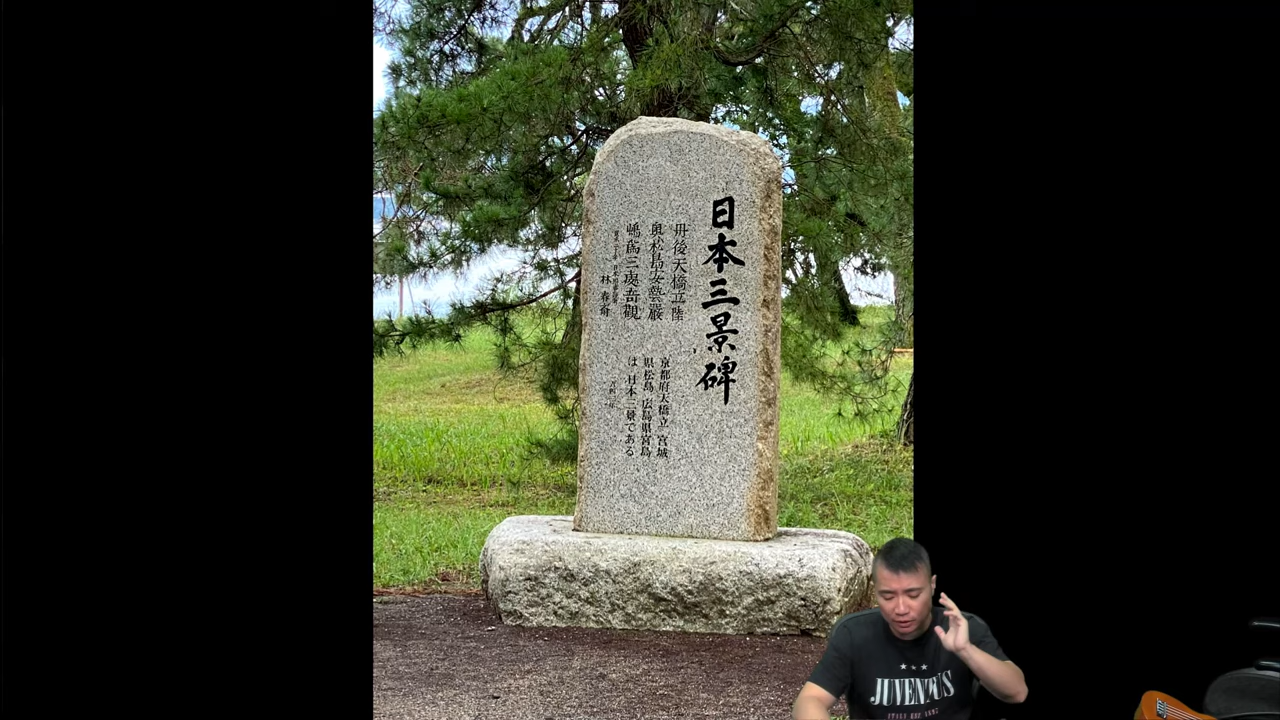 日本三景碑
丹後天橋立陸
奥松島安芸嚴
嶋為三處奇觀
林 春斎
京都府天橋立 宮城
県松島 広島県宮島
は 日本三景である
JUVENTUS